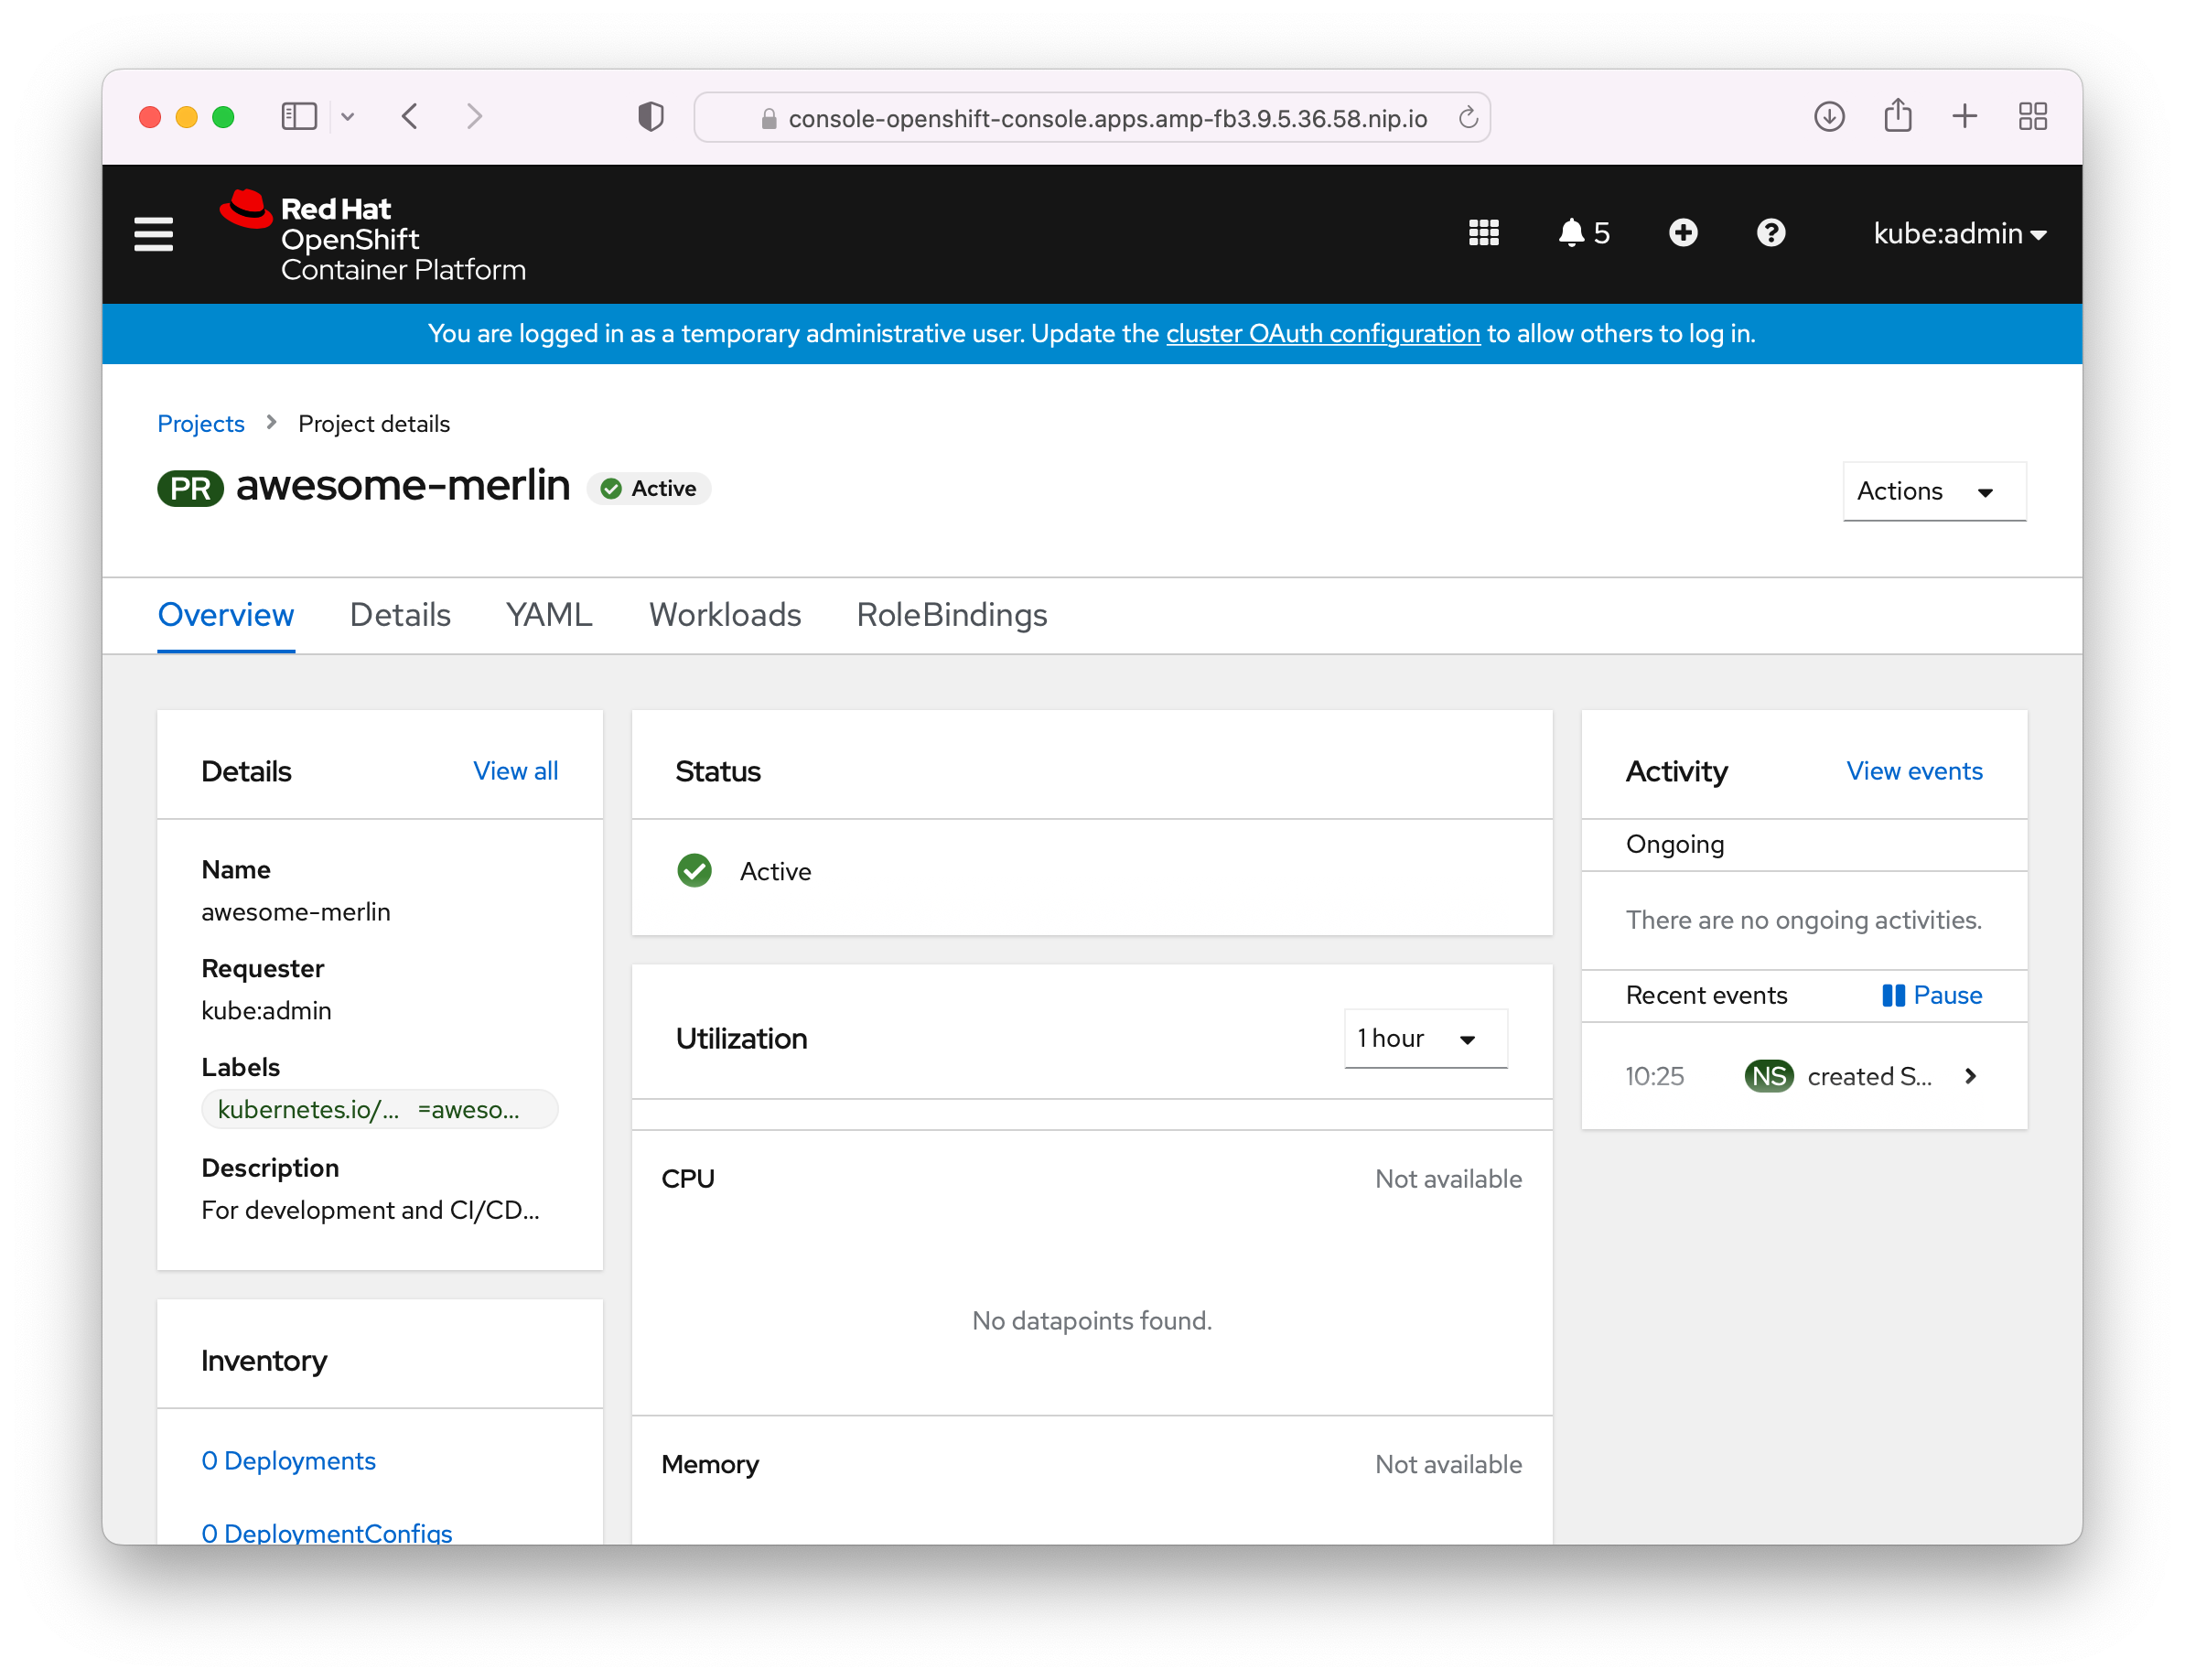 console-openshift-console.apps.amp-fb3.9.5.36.58.nip.io
Red Hat
OpenShift
Container Platform
5
kube:admin
You are logged in as a temporary administrative user. Update the cluster OAuth configuration to allow others to log in.
Projects > Project details
PR awesome-merlin Active
Actions
Overview Details YAML Workloads RoleBindings
Details View all
Name
awesome-merlin
Requester
kube:admin
Labels
kubernetes.io/... =aweso...
Description
For development and CI/CD...
Inventory
0 Deployments
0 DeploymentConfigs
Status
Active
Utilization 1 hour
CPU Not available
No datapoints found.
Memory Not available
Activity View events
Ongoing
There are no ongoing activities.
Recent events Pause
10:25 NS created S...